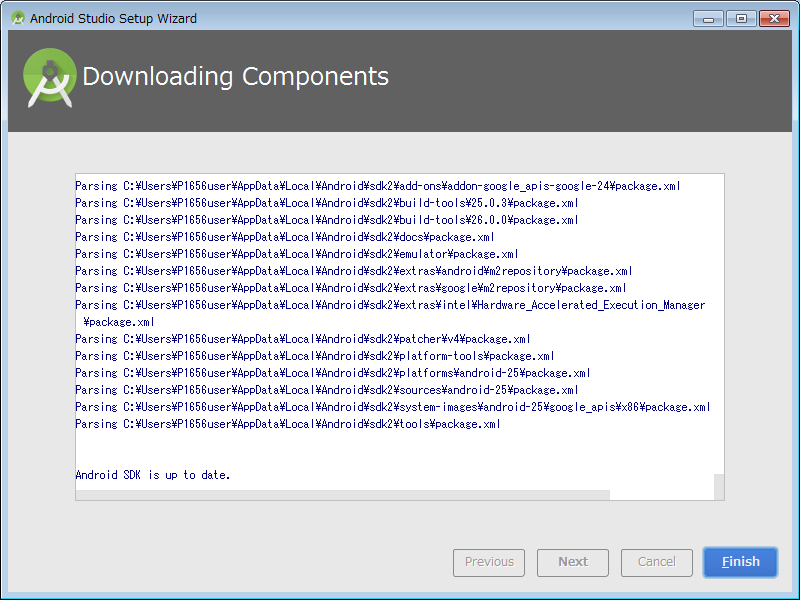 Android Studio Setup Wizard
Downloading Components
Parsing C:¥Users¥P1656user¥AppData¥Local¥Android¥sdk2¥add-ons¥addon-google_apis-google-24¥package.xml
Parsing C:¥Users¥P1656user¥AppData¥Local¥Android¥sdk2¥build-tools¥25.0.3¥package.xml
Parsing C:¥Users¥P1656user¥AppData¥Local¥Android¥sdk2¥build-tools¥26.0.0¥package.xml
Parsing C:¥Users¥P1656user¥AppData¥Local¥Android¥sdk2¥docs¥package.xml
Parsing C:¥Users¥P1656user¥AppData¥Local¥Android¥sdk2¥emulator¥package.xml
Parsing C:¥Users¥P1656user¥AppData¥Local¥Android¥sdk2¥extras¥android¥m2repository¥package.xml
Parsing C:¥Users¥P1656user¥AppData¥Local¥Android¥sdk2¥extras¥google¥m2repository¥package.xml
Parsing C:¥Users¥P1656user¥AppData¥Local¥Android¥sdk2¥extras¥intel¥Hardware_Accelerated_Execution_Manager
¥package.xml
Parsing C:¥Users¥P1656user¥AppData¥Local¥Android¥sdk2¥patcher¥v4¥package.xml
Parsing C:¥Users¥P1656user¥AppData¥Local¥Android¥sdk2¥platform-tools¥package.xml
Parsing C:¥Users¥P1656user¥AppData¥Local¥Android¥sdk2¥platforms¥android-25¥package.xml
Parsing C:¥Users¥P1656user¥AppData¥Local¥Android¥sdk2¥sources¥android-25¥package.xml
Parsing C:¥Users¥P1656user¥AppData¥Local¥Android¥sdk2¥system-images¥android-25¥google_apis¥x86¥package.xml
Parsing C:¥Users¥P1656user¥AppData¥Local¥Android¥sdk2¥tools¥package.xml
Android SDK is up to date.
Previous Next Cancel Finish